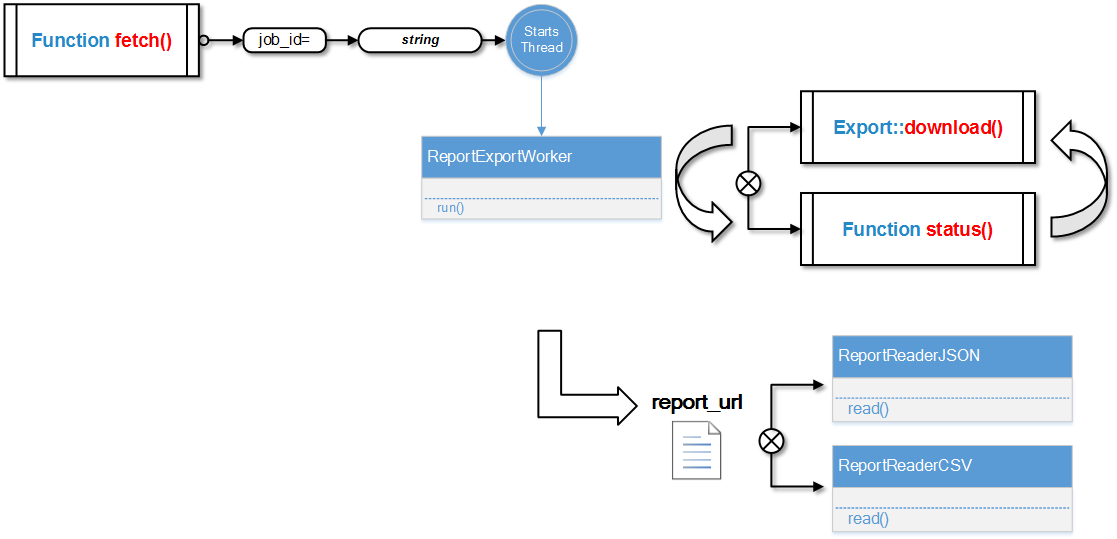 Function fetch()
job_id=
string
Starts
Thread
ReportExportWorker
run()
Export::download()
Function status()
report_url
ReportReaderJSON
read()
ReportReaderCSV
read()